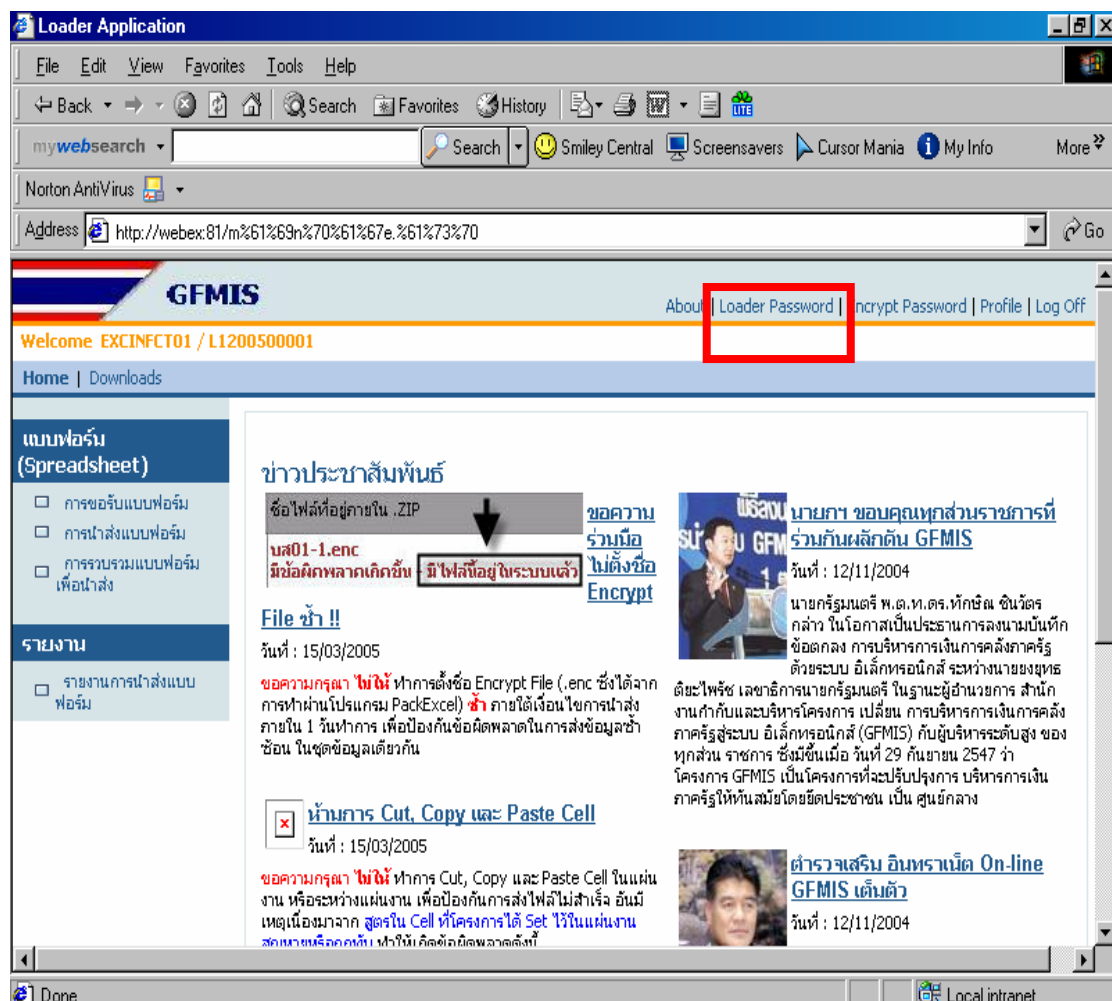 Loader Application
File Edit View Favorites Tools Help
Back Search Favorites History
mywebsearch Search Smiley Central Screensavers Cursor Mania My Info More
Norton AntiVirus
Address http://webex:81/m%61%69n%70%61%67e.%61%73%70 Go
GFMIS
About | Loader Password | Encrypt Password | Profile | Log Off
Welcome EXCINFCT01 / L1200500001
Home | Downloads
แบบฟอร์ม
(Spreadsheet)
การขอรับแบบฟอร์ม
การนำส่งแบบฟอร์ม
การรวบรวมแบบฟอร์ม
เพื่อนำส่ง
รายงาน
รายงานการนำส่งแบบ
ฟอร์ม
ข่าวประชาสัมพันธ์
ชื่อไฟล์ที่อยู่ภายใน .ZIP
บส01-1.enc
มีข้อผิดพลาดเกิดขึ้น - มีไฟล์นี้อยู่ในระบบแล้ว
ขอความ
ร่วมมือ
ไม่ตั้งชื่อ
Encrypt
File ซ้ำ !!
วันที่ : 15/03/2005
ขอความกรุณา ไม่ให้ ทำการตั้งชื่อ Encrypt File (.enc ซึ่งได้จาก
การทำผ่านโปรแกรม PackExcel) ซ้ำ ภายใต้เงื่อนไขการนำส่ง
ภายใน 1 วันทำการ เพื่อป้องกันข้อผิดพลาดในการส่งข้อมูลซ้ำ
ซ้อน ในชุดข้อมูลเดียวกัน
ห้ามการ Cut, Copy และ Paste Cell
วันที่ : 15/03/2005
ขอความกรุณา ไม่ให้ ทำการ Cut, Copy และ Paste Cell ในแผ่น
งาน หรือระหว่างแผ่นงาน เพื่อป้องกันการส่งไฟล์ไม่สำเร็จ อันมี
เหตุเนื่องมาจาก สูตรใน Cell ที่โครงการได้ Set ไว้ในแผ่นงาน
สูญหายหรือถูกทับ ทำให้เกิดข้อผิดพลาดดังนี้
นายกฯ ขอบคุณทุกส่วนราชการที่
ร่วมกันผลักดัน GFMIS
วันที่ : 12/11/2004
นายกรัฐมนตรี พ.ต.ท.ดร.ทักษิณ ชินวัตร
กล่าว ในโอกาสเป็นประธานการลงนามบันทึก
ข้อตกลง การบริหารการเงินการคลังภาครัฐ
ด้วยระบบ อิเล็กทรอนิกส์ ระหว่างนายยงยุทธ
ติยะไพรัช เลขาธิการนายกรัฐมนตรี ในฐานะผู้อำนวยการ สำนัก
งานกำกับและบริหารโครงการ เปลี่ยน การบริหารการเงินการคลัง
ภาครัฐสู่ระบบ อิเล็กทรอนิกส์ (GFMIS) กับผู้บริหารระดับสูง ของ
ทุกส่วน ราชการ ซึ่งมีขึ้นเมื่อ วันที่ 29 กันยายน 2547 ว่า
โครงการ GFMIS เป็นโครงการที่จะปรับปรุงการ บริหารการเงิน
ภาครัฐให้ทันสมัยโดยยึดประชาชน เป็น ศูนย์กลาง
ตำรวจเสริม อินทราเน็ต On-line
GFMIS เต็มตัว
วันที่ : 12/11/2004
Done Local intranet